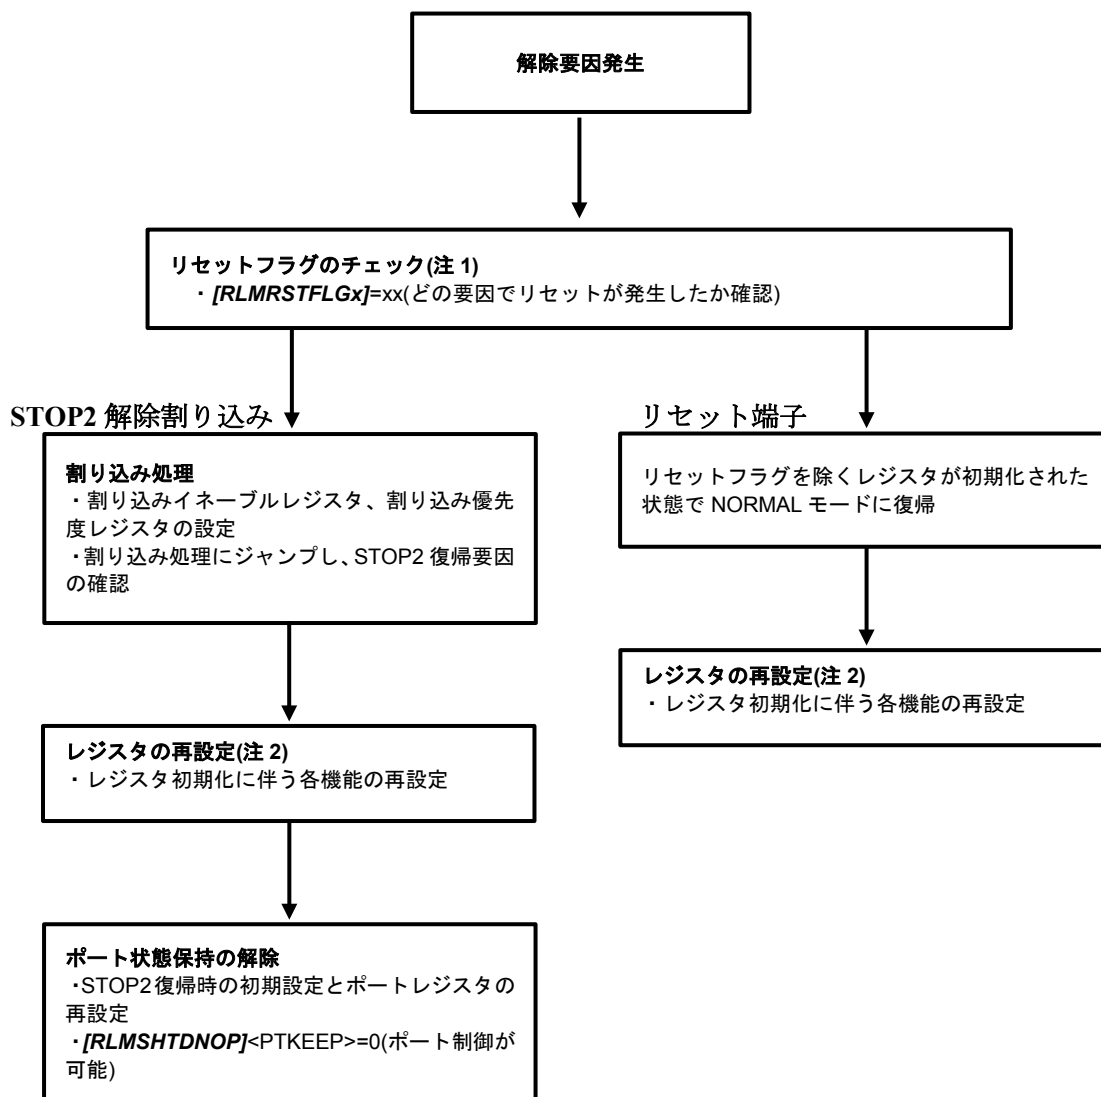 解除要因発生
リセットフラグのチェック(注 1)
・[RLMRSTFLGx]=xx(どの要因でリセットが発生したか確認)
STOP2 解除割り込み
割り込み処理
・割り込みイネーブルレジスタ、割り込み優先
度レジスタの設定
・割り込み処理にジャンプし、STOP2 復帰要因
の確認
レジスタの再設定(注 2)
・レジスタ初期化に伴う各機能の再設定
ポート状態保持の解除
・STOP2 復帰時の初期設定とポートレジスタの
再設定
・[RLMSHTDNOP]<PTKEEP>=0(ポート制御が
可能)
リセット端子
リセットフラグを除くレジスタが初期化された
状態で NORMAL モードに復帰
レジスタの再設定(注 2)
・レジスタ初期化に伴う各機能の再設定